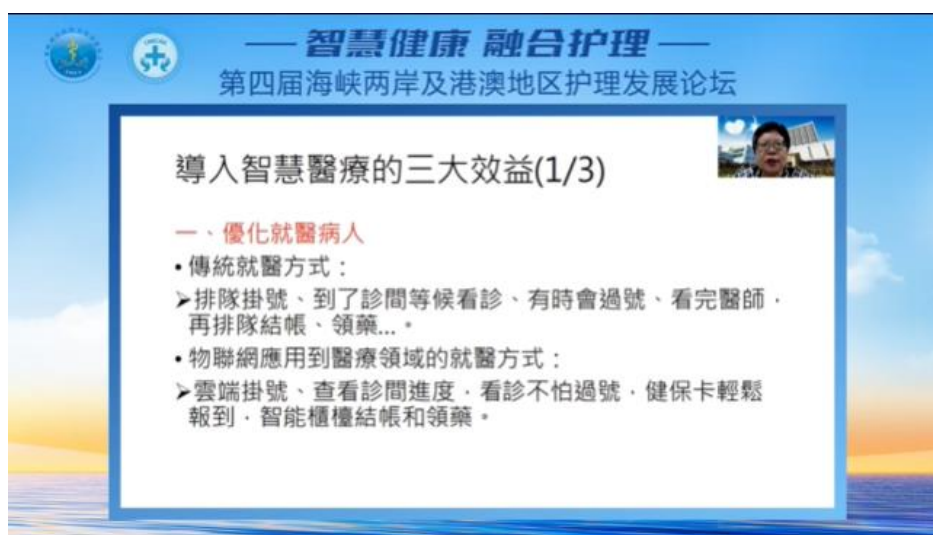 智慧健康 融合护理
第四届海峡两岸及港澳地区护理发展论坛
導入智慧醫療的三大效益(1/3)
一、優化就醫病人
• 傳統就醫方式：
➢排隊掛號、到了診間等候看診、有時會過號、看完醫師，
再排隊結帳、領藥...。
• 物聯網應用到醫療領域的就醫方式：
➢雲端掛號、查看診間進度，看診不怕過號，健保卡輕鬆
報到，智能櫃檯結帳和領藥。